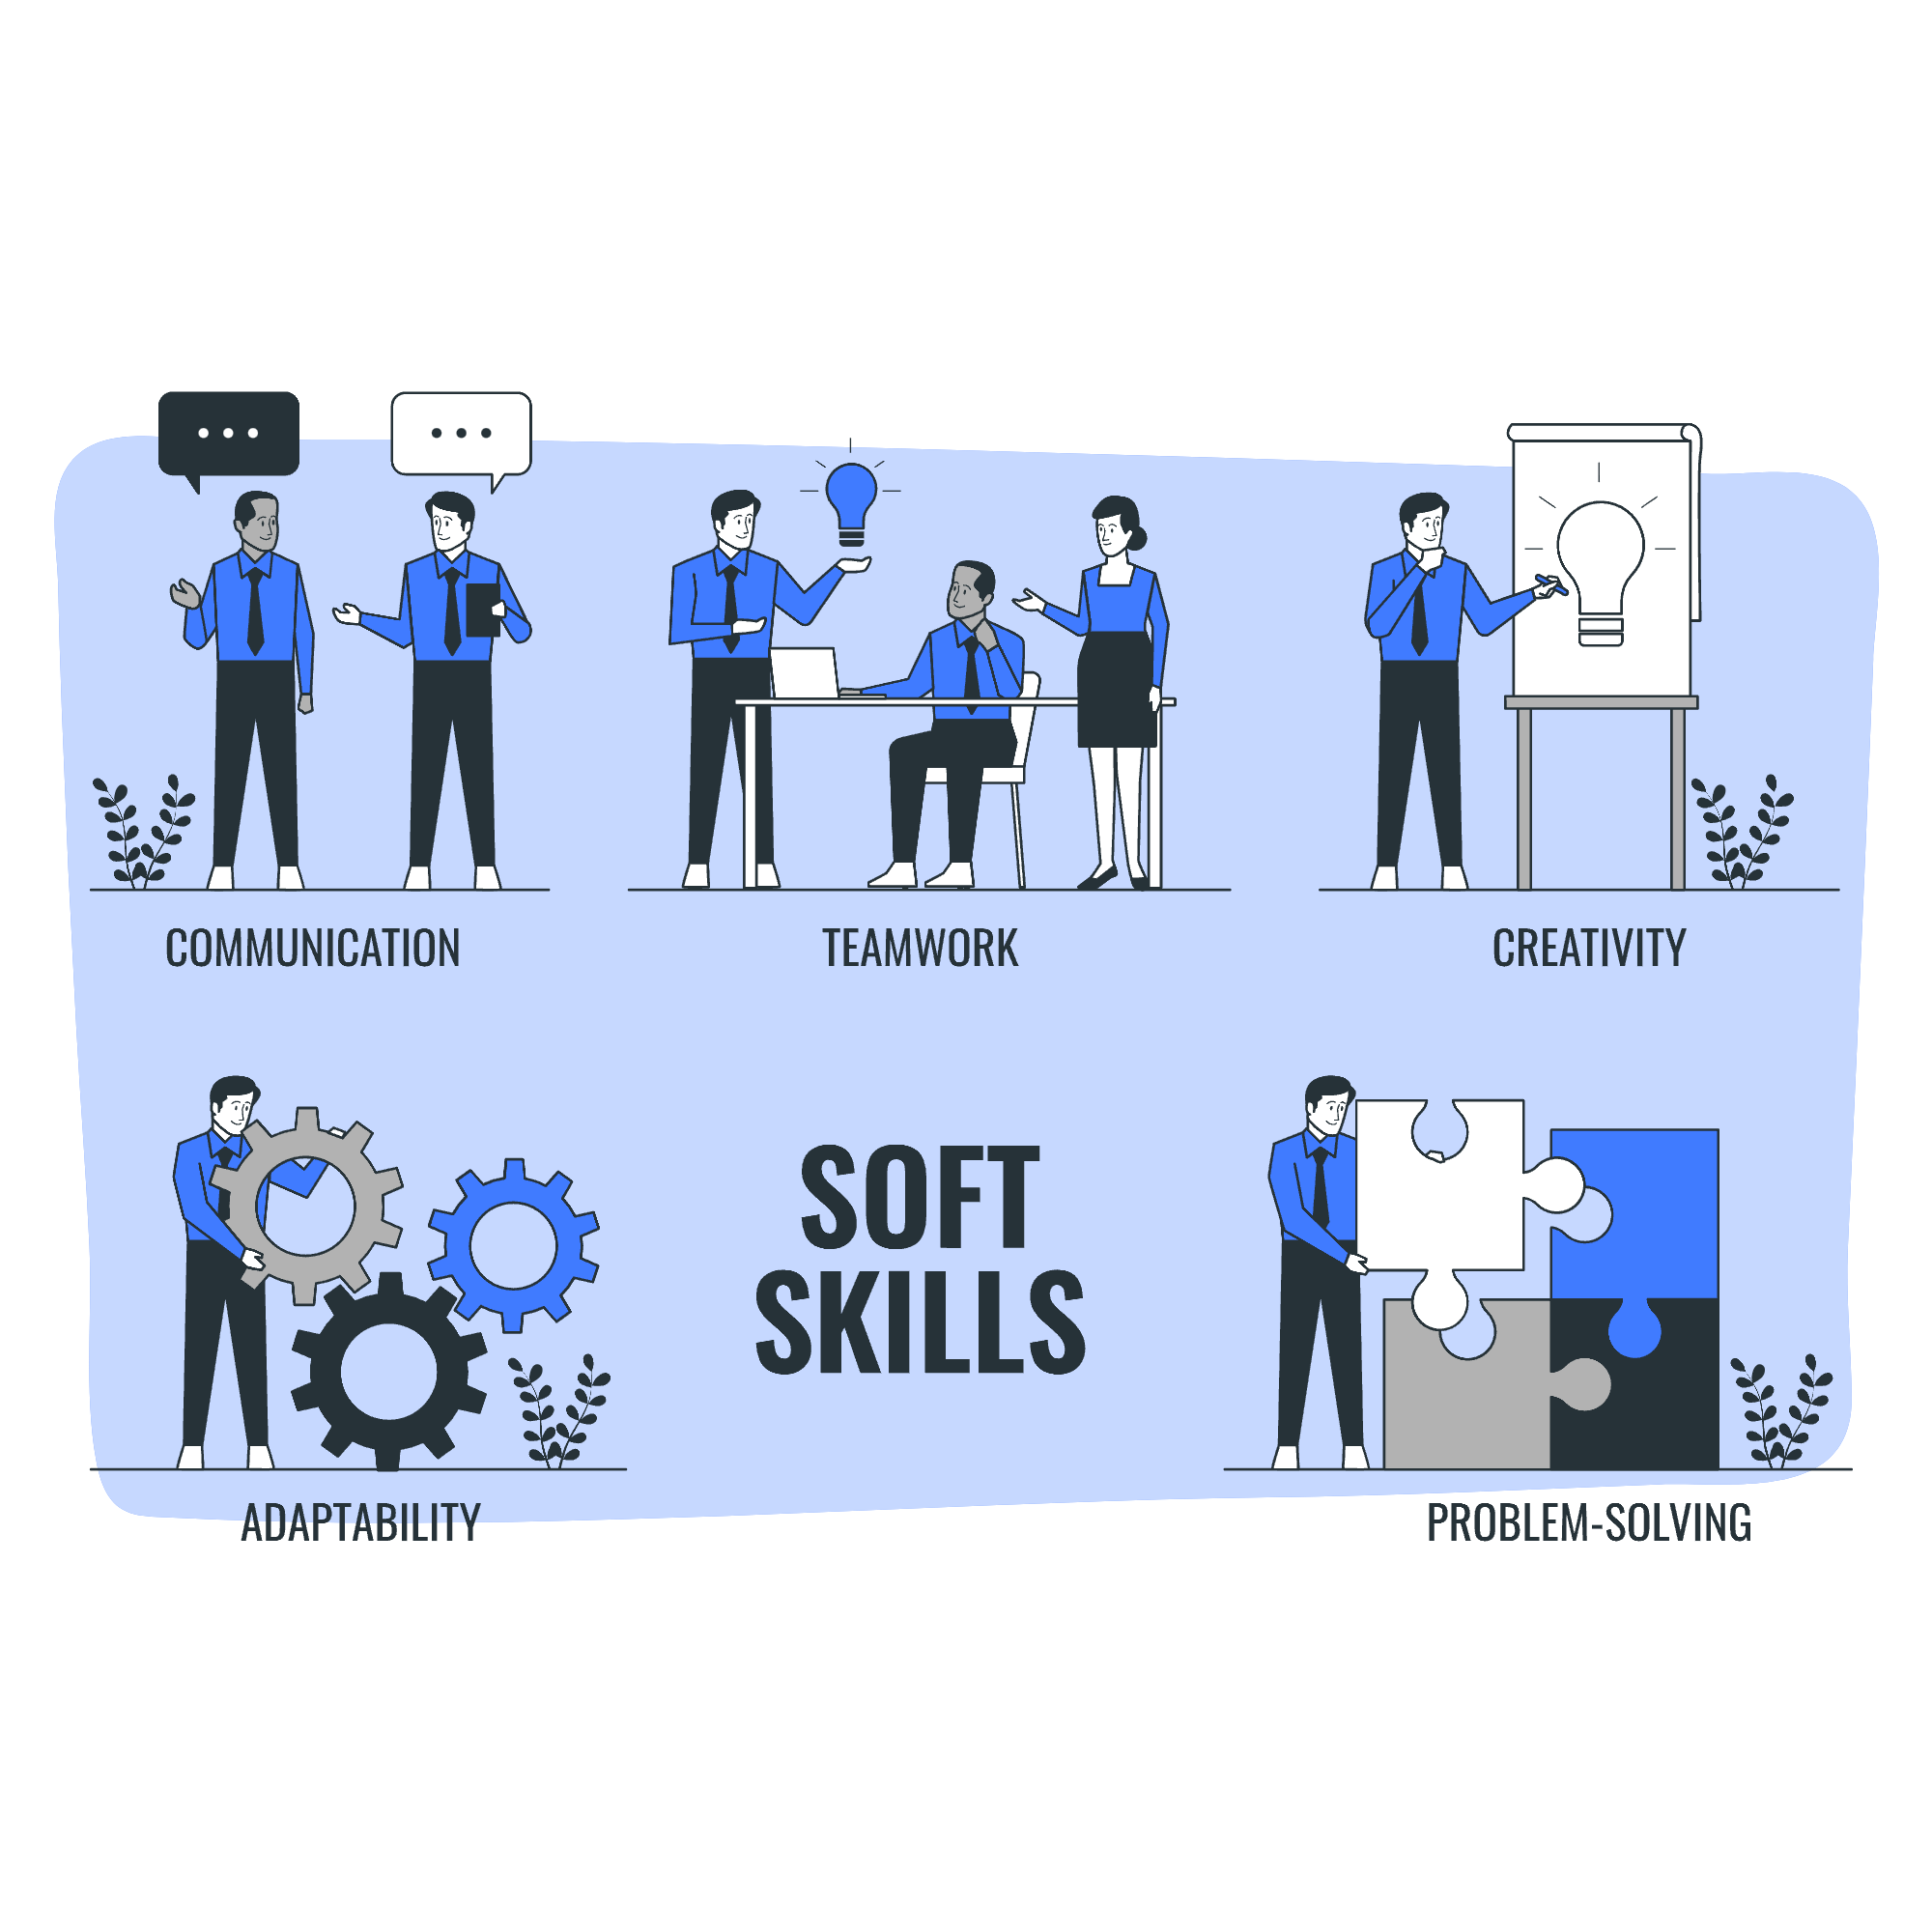 COMMUNICATION
TEAMWORK
CREATIVITY
SOFT
SKILLS
ADAPTABILITY
PROBLEM-SOLVING